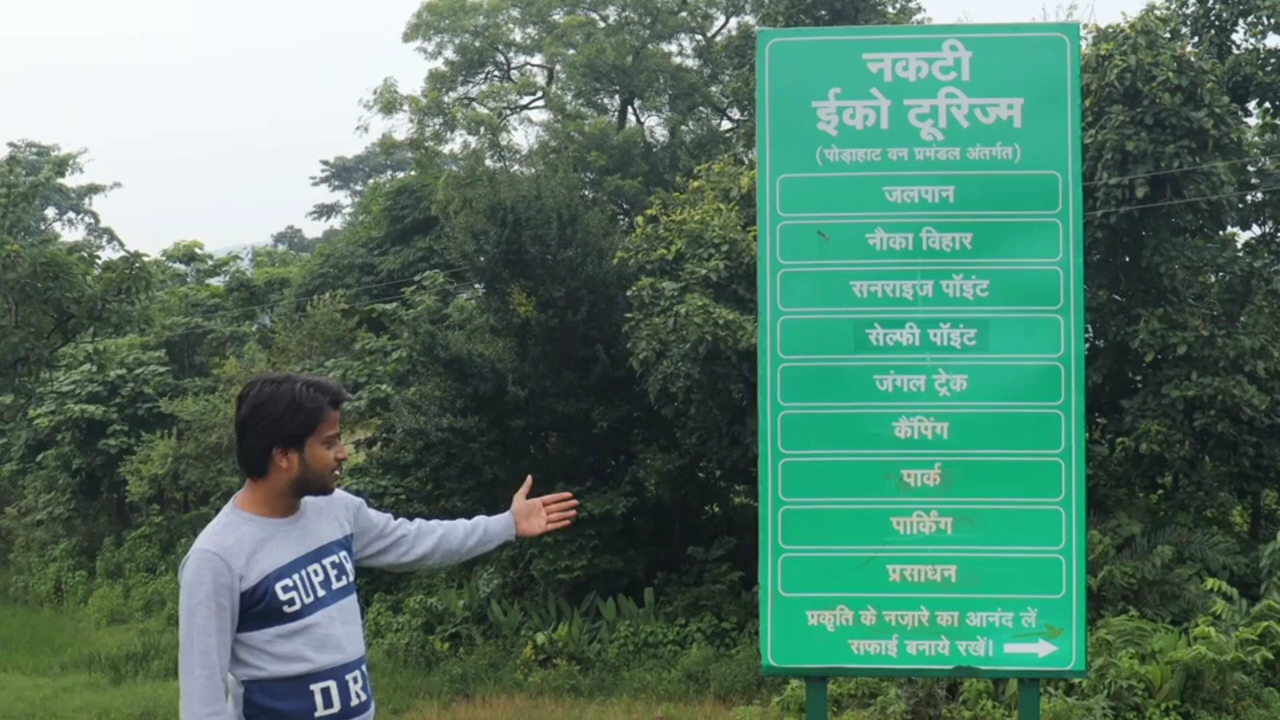 नकटी
ईको टूरिज्म
(पोड़ाहाट वन प्रमंडल अंतर्गत)
जलपान
नौका विहार
सनराइज पॉइंट
सेल्फी पॉइंट
जंगल ट्रेक
कैंपिंग
पार्क
पार्किंग
प्रसाधन
प्रकृति के नज़ारे का आनंद लें
सफाई बनाये रखें।
SUPER
DR